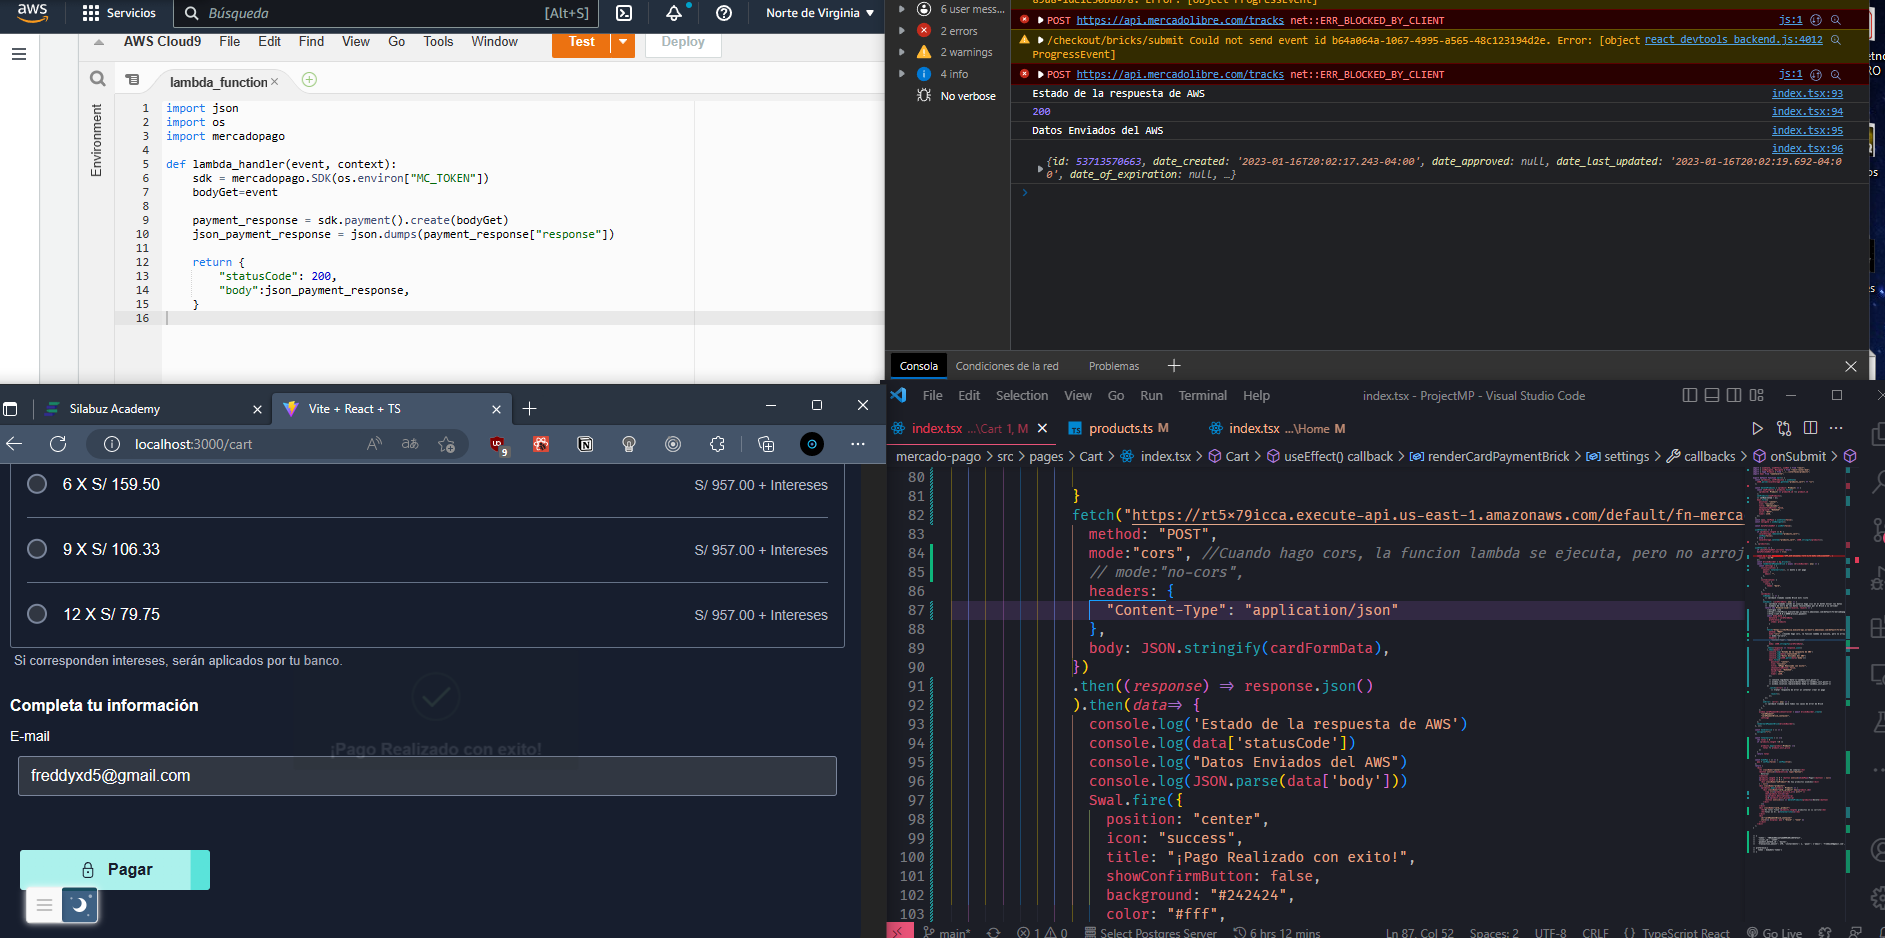 aws
Servicios
Búsqueda
[Alt+S]
Norte de Virginia
AWS Cloud9 File Edit Find View Go Tools Window
Test
Deploy
lambda_function
Environment
1 import json
2 import os
3 import mercadopago
4
5 def lambda_handler(event, context):
6 sdk = mercadopago.SDK(os.environ["MC_TOKEN"])
7 bodyGet=event
8
9 payment_response = sdk.payment().create(bodyGet)
10 json_payment_response = json.dumps(payment_response["response"])
11
12 return {
13 "statusCode": 200,
14 "body":json_payment_response,
15 }
16
6 user mess...
2 errors
2 warnings
4 info
No verbose
POST https://api.mercadolibre.com/tracks net::ERR_BLOCKED_BY_CLIENT js:1
/checkout/bricks/submit Could not send event id b64a064a-1067-4995-a565-48c123194d2e. Error: [object react_devtools_backend.js:4012
ProgressEvent]
POST https://api.mercadolibre.com/tracks net::ERR_BLOCKED_BY_CLIENT js:1
Estado de la respuesta de AWS index.tsx:93
200 index.tsx:94
Datos Enviados del AWS index.tsx:95
index.tsx:96
{id: 53713570663, date_created: '2023-01-16T20:02:17.243-04:00', date_approved: null, date_last_updated: '2023-01-16T20:02:19.692-04:0
0', date_of_expiration: null, …}
Consola Condiciones de la red Problemas
Silabuz Academy
Vite + React + TS
localhost:3000/cart
9
6 X S/ 159.50 S/ 957.00 + Intereses
9 X S/ 106.33 S/ 957.00 + Intereses
12 X S/ 79.75 S/ 957.00 + Intereses
Si corresponden intereses, serán aplicados por tu banco.
Completa tu información
E-mail
¡Pago Realizado con exito!
freddyxd5@gmail.com
Pagar
File Edit Selection View Go Run Terminal Help
index.tsx - ProjectMP - Visual Studio Code
index.tsx ...\Cart 1, M
products.ts M
index.tsx ...\Home M
mercado-pago > src > pages > Cart > index.tsx > Cart > useEffect() callback > renderCardPaymentBrick > settings > callbacks > onSubmit >
80
81 }
82 fetch("https://rt5x79icca.execute-api.us-east-1.amazonaws.com/default/fn-merca
83 method: "POST",
84 mode:"cors", //Cuando hago cors, la funcion lambda se ejecuta, pero no arroj
85 // mode:"no-cors",
86 headers: {
87 "Content-Type": "application/json"
88 },
89 body: JSON.stringify(cardFormData),
90 })
91 .then((response) => response.json()
92 ).then(data=> {
93 console.log('Estado de la respuesta de AWS')
94 console.log(data['statusCode'])
95 console.log("Datos Enviados del AWS")
96 console.log(JSON.parse(data['body']))
97 Swal.fire({
98 position: "center",
99 icon: "success",
100 title: "¡Pago Realizado con exito!",
101 showConfirmButton: false,
102 background: "#242424",
103 color: "#fff",
main* 1 0 Select Postgres Server 6 hrs 12 mins Ln 87, Col 52 Spaces: 2 UTF-8 CRLF {} TypeScript React Go Live